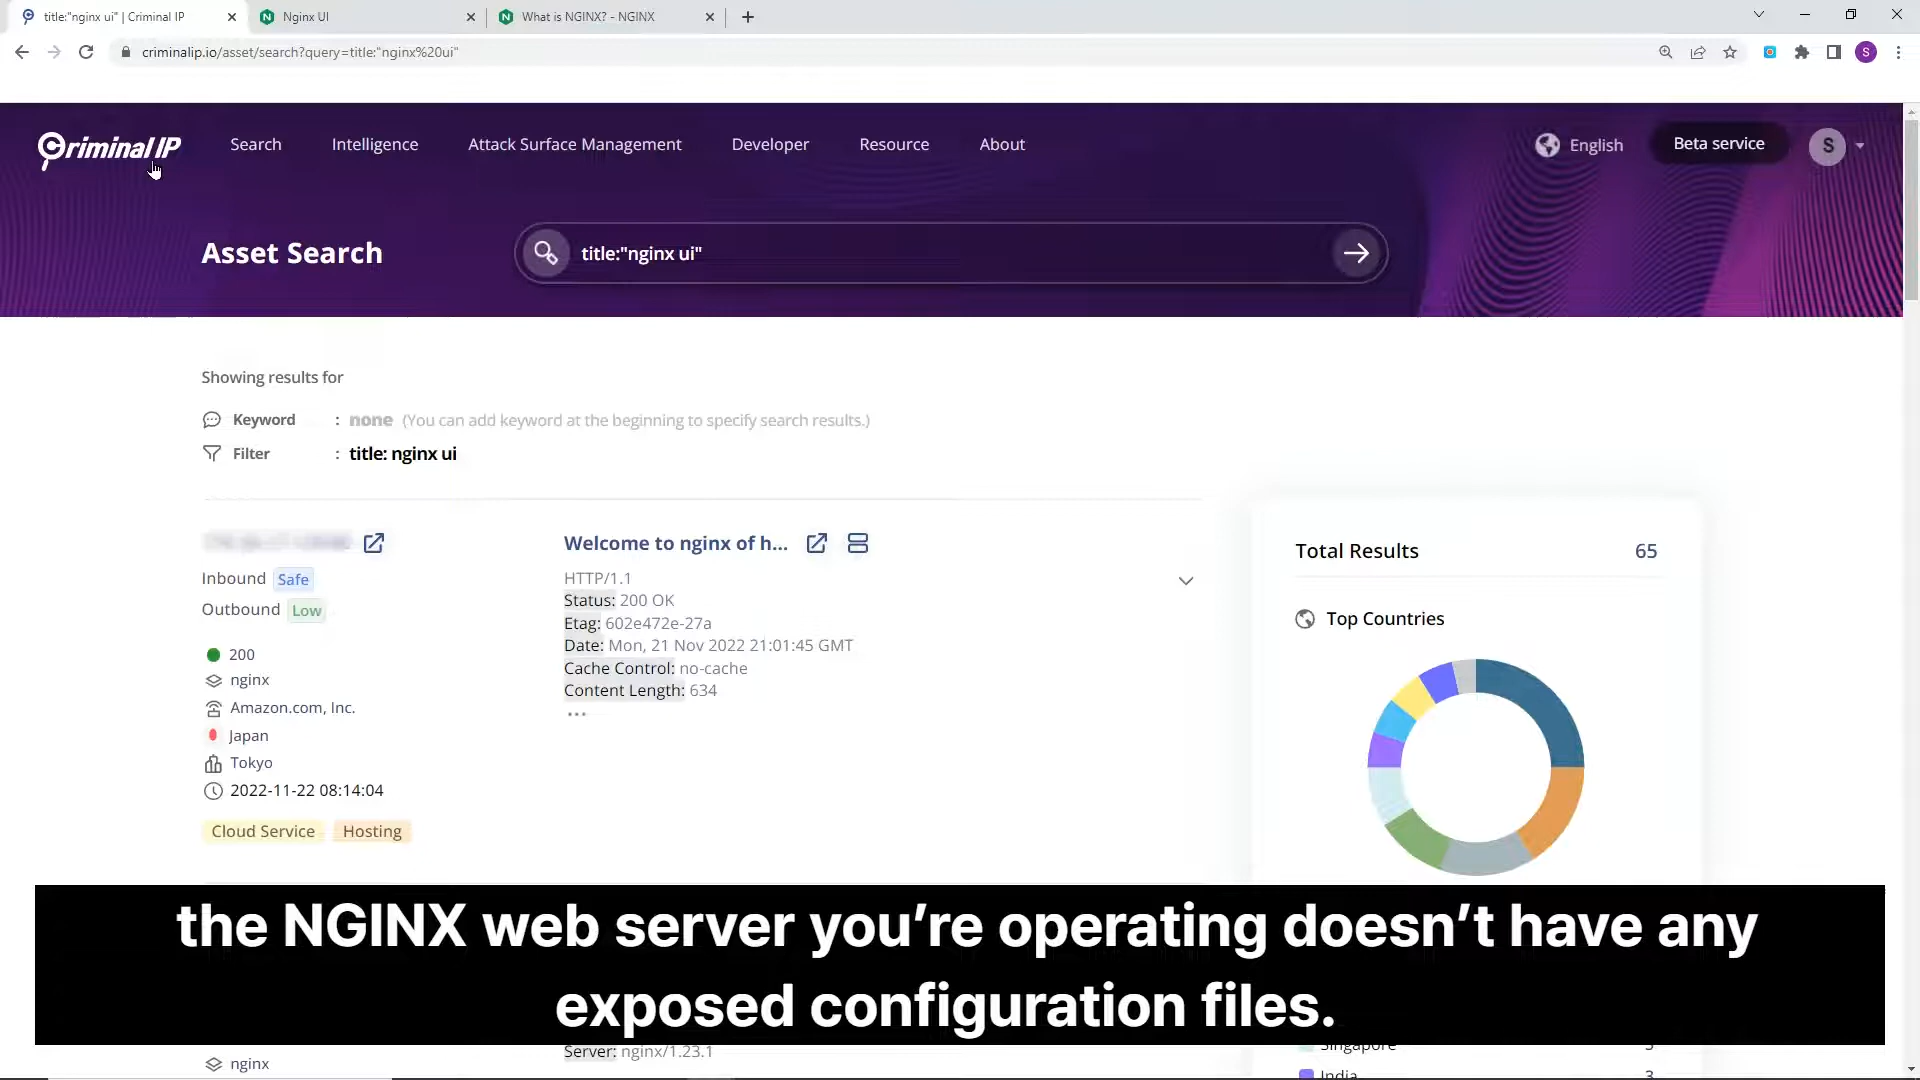 title:"nginx ui" | Criminal IP
Nginx UI
What is NGINX? - NGINX
criminalip.io/asset/search?query=title:"nginx%20ui"
S
Criminal IP
Search
Intelligence
Attack Surface Management
Developer
Resource
About
English
Beta service
S
Asset Search
title:"nginx ui"
Showing results for
Keyword : none (You can add keyword at the beginning to specify search results.)
Filter : title: nginx ui
Welcome to nginx of h...
Inbound Safe
Outbound Low
200
nginx
Amazon.com, Inc.
Japan
Tokyo
2022-11-22 08:14:04
Cloud Service Hosting
HTTP/1.1
Status: 200 OK
Etag: 602e472e-27a
Date: Mon, 21 Nov 2022 21:01:45 GMT
Cache Control: no-cache
Content Length: 634
...
Total Results 65
Top Countries
the NGINX web server you're operating doesn't have any
exposed configuration files.
Server: nginx/1.23.1
nginx
Singapore
India 3